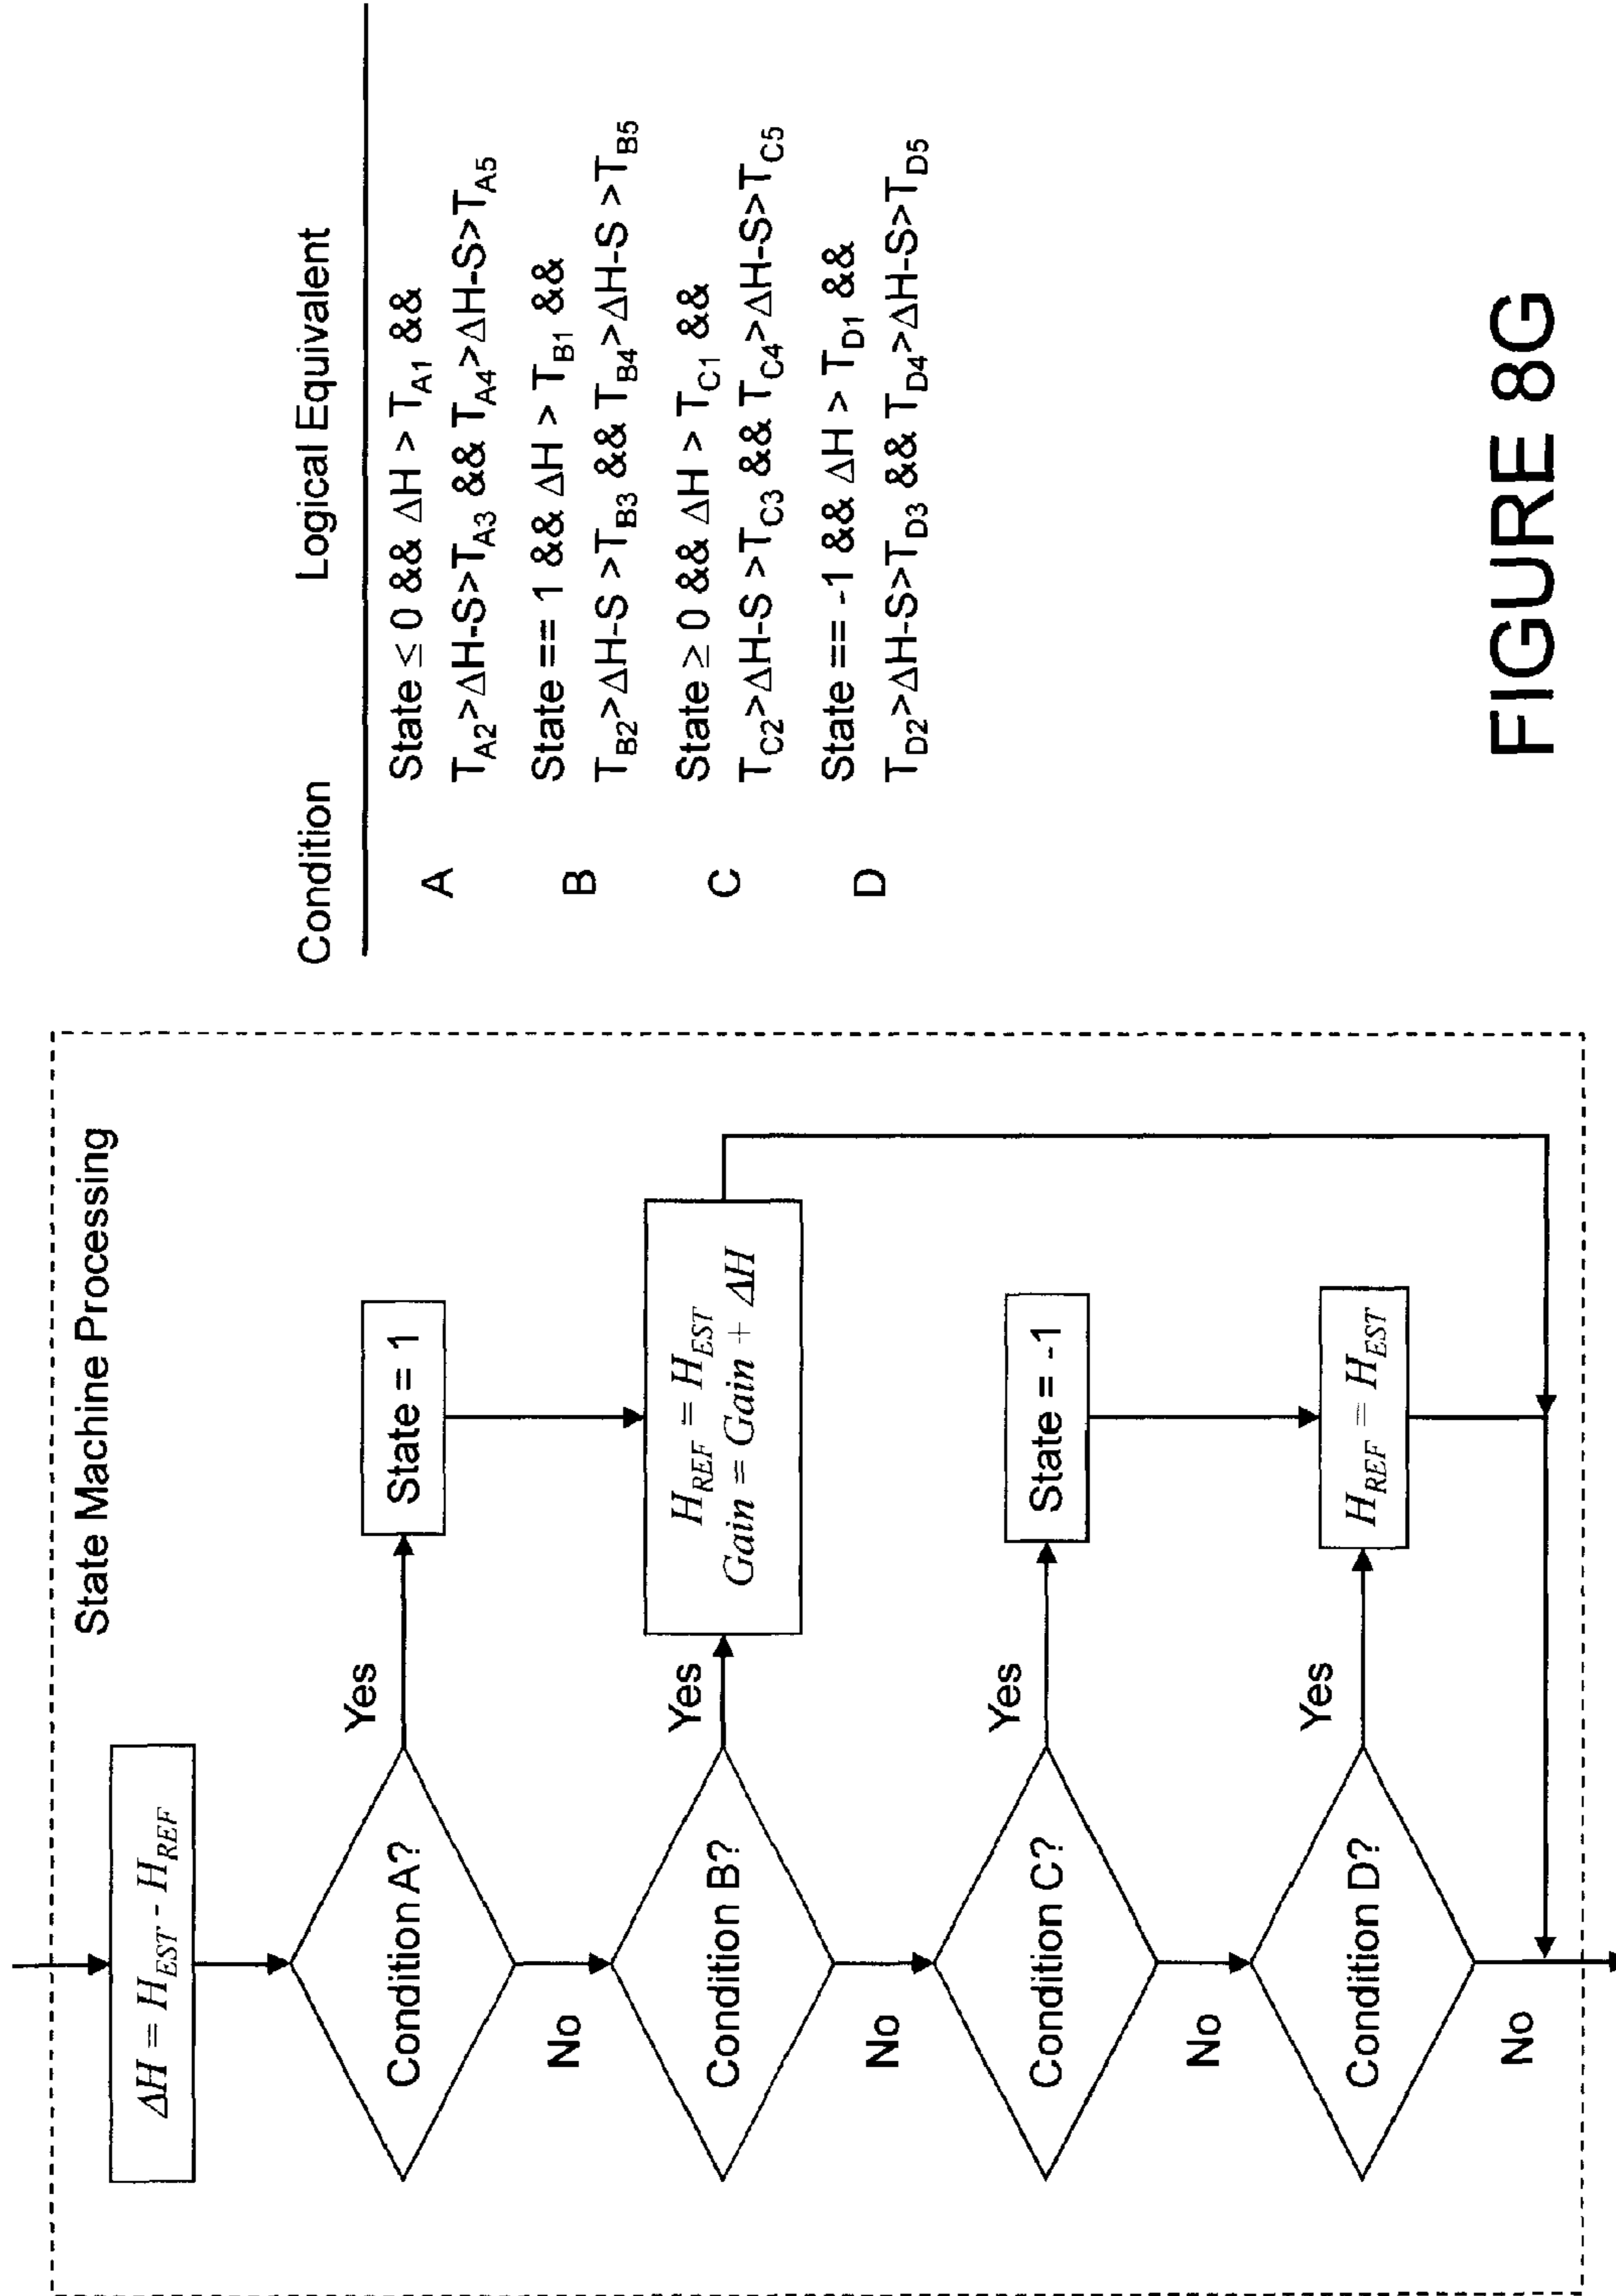 State Machine Processing
ΔH = H_EST - H_REF
Condition A?
Yes
State = 1
No
Condition B?
Yes
H_REF = H_EST
Gain = Gain + ΔH
No
Condition C?
Yes
State = -1
No
Condition D?
Yes
H_REF = H_EST
No
Condition Logical Equivalent
A State ≤ 0 && ΔH > T_A1 &&
T_A2>ΔH-S>T_A3 && T_A4>ΔH-S>T_A5
B State == 1 && ΔH > T_B1 &&
T_B2>ΔH-S >T_B3 && T_B4>ΔH-S >T_B5
C State ≥ 0 && ΔH > T_C1 &&
T_C2>ΔH-S >T_C3 && T_C4>ΔH-S>T_C5
D State == -1 && ΔH > T_D1 &&
T_D2>ΔH-S>T_D3 && T_D4>ΔH-S>T_D5
FIGURE 8G